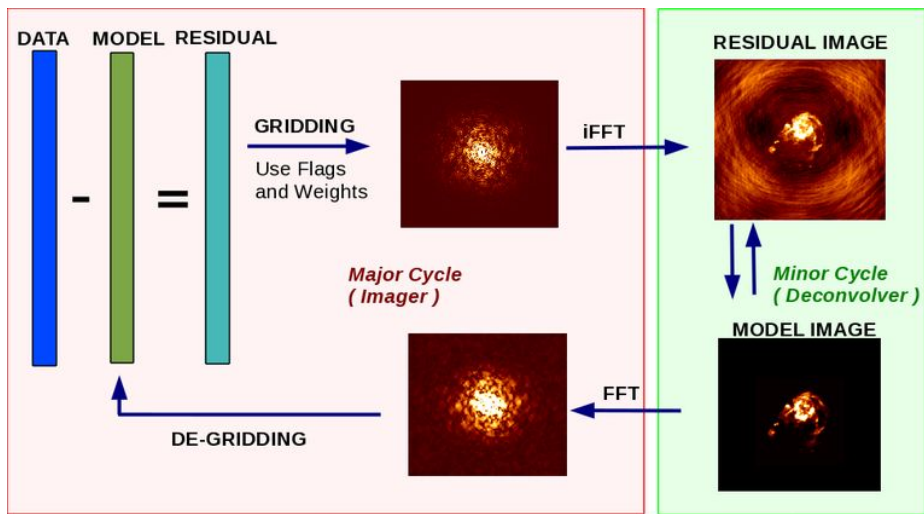 DATA
MODEL
RESIDUAL
-
=
GRIDDING
Use Flags
and Weights
iFFT
RESIDUAL IMAGE
Major Cycle
( Imager )
Minor Cycle
( Deconvolver )
MODEL IMAGE
FFT
DE-GRIDDING